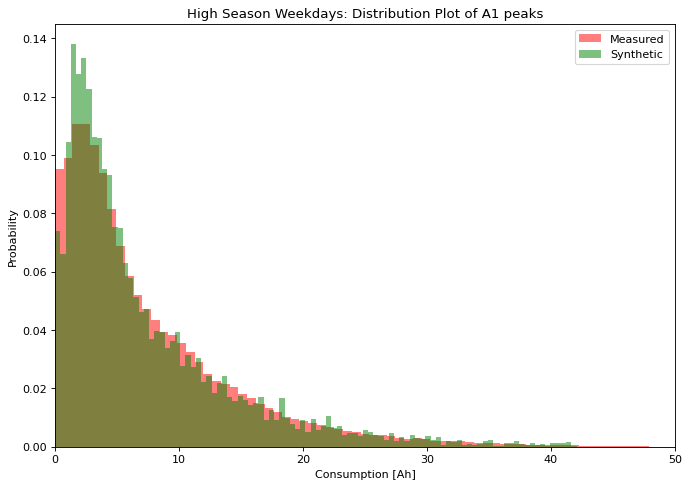 High Season Weekdays: Distribution Plot of A1 peaks
Measured
Synthetic
0.14
0.12
0.10
0.08
0.06
0.04
0.02
0.00
Probability
0 10 20 30 40 50
Consumption [Ah]